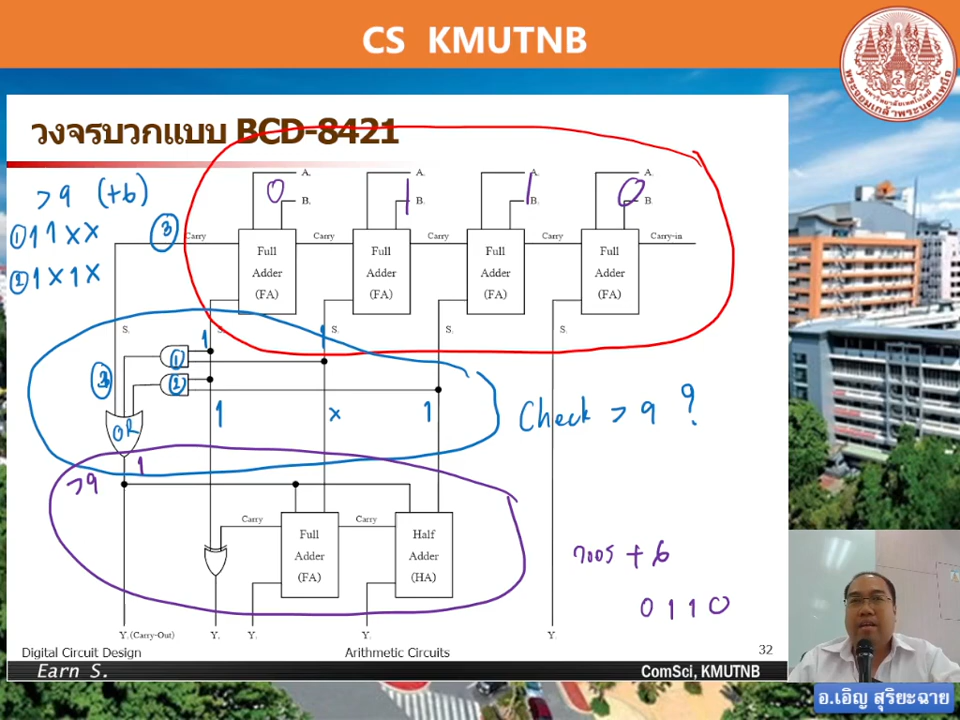 CS KMUTNB
วงจรบวกแบบ BCD-8421
> 9 (+6)
① 1 1 X X
② 1 X 1 X
③
0 1 1 0
A. A. A. A.
B. B. B. B.
Carry Carry Carry Carry Carry-in
Full Adder (FA)
Full Adder (FA)
Full Adder (FA)
Full Adder (FA)
S. S. S. S. S.
1 1
①
②
OR
1 X 1
Check > 9 ?
> 9
1
Carry Carry
Full Adder (FA)
Half Adder (HA)
วงจร + 6
0 1 1 0
Y. (Carry-Out) Y. Y. Y. Y.
Digital Circuit Design Arithmetic Circuits 32
Earn S. ComSci, KMUTNB
อ.เอิญ สุริยะฉาย